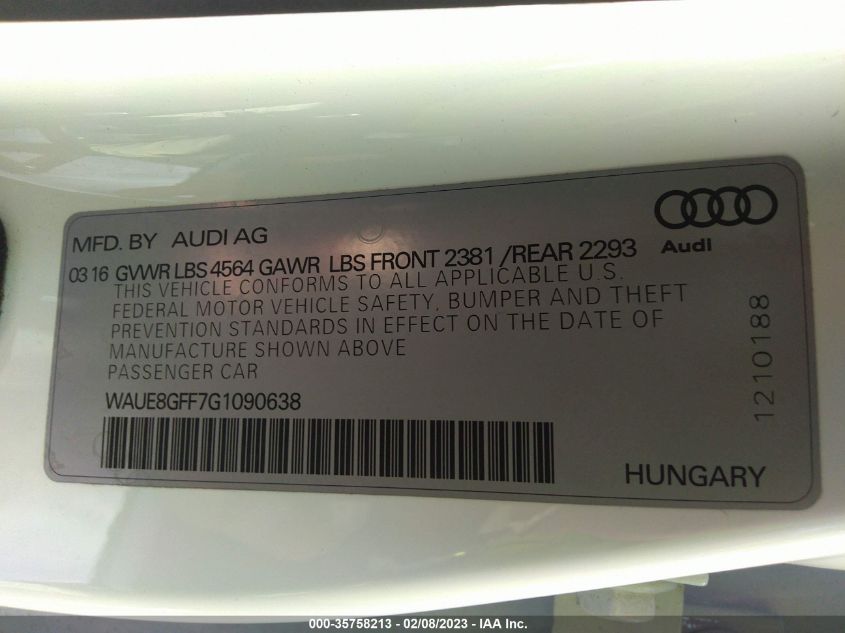 MFD. BY AUDI AG
Audi
03 16 GVWR LBS 4564 GAWR LBS FRONT 2381 /REAR 2293
THIS VEHICLE CONFORMS TO ALL APPLICABLE U.S.
FEDERAL MOTOR VEHICLE SAFETY, BUMPER AND THEFT
PREVENTION STANDARDS IN EFFECT ON THE DATE OF
MANUFACTURE SHOWN ABOVE
PASSENGER CAR
WAUE8GFF7G1090638
HUNGARY
1210188
000-35758213 - 02/08/2023 - IAA Inc.